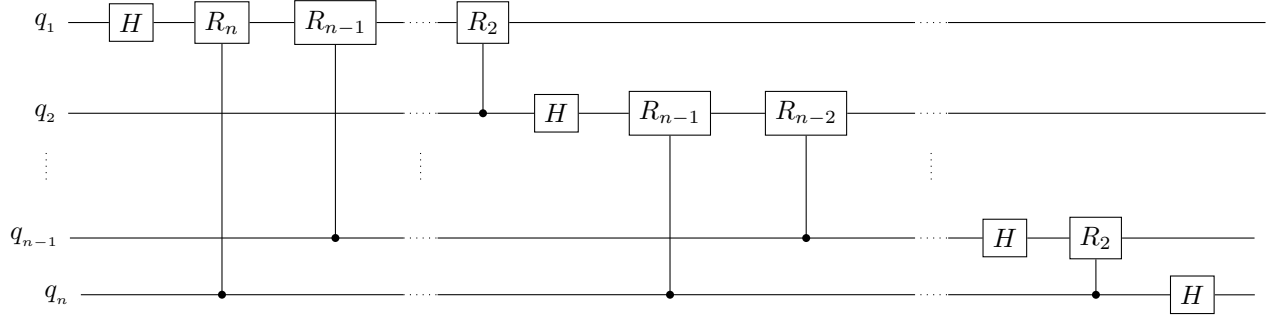 q₁ H Rₙ Rₙ₋₁ R₂
q₂ H Rₙ₋₁ Rₙ₋₂
qₙ₋₁ H R₂
qₙ H